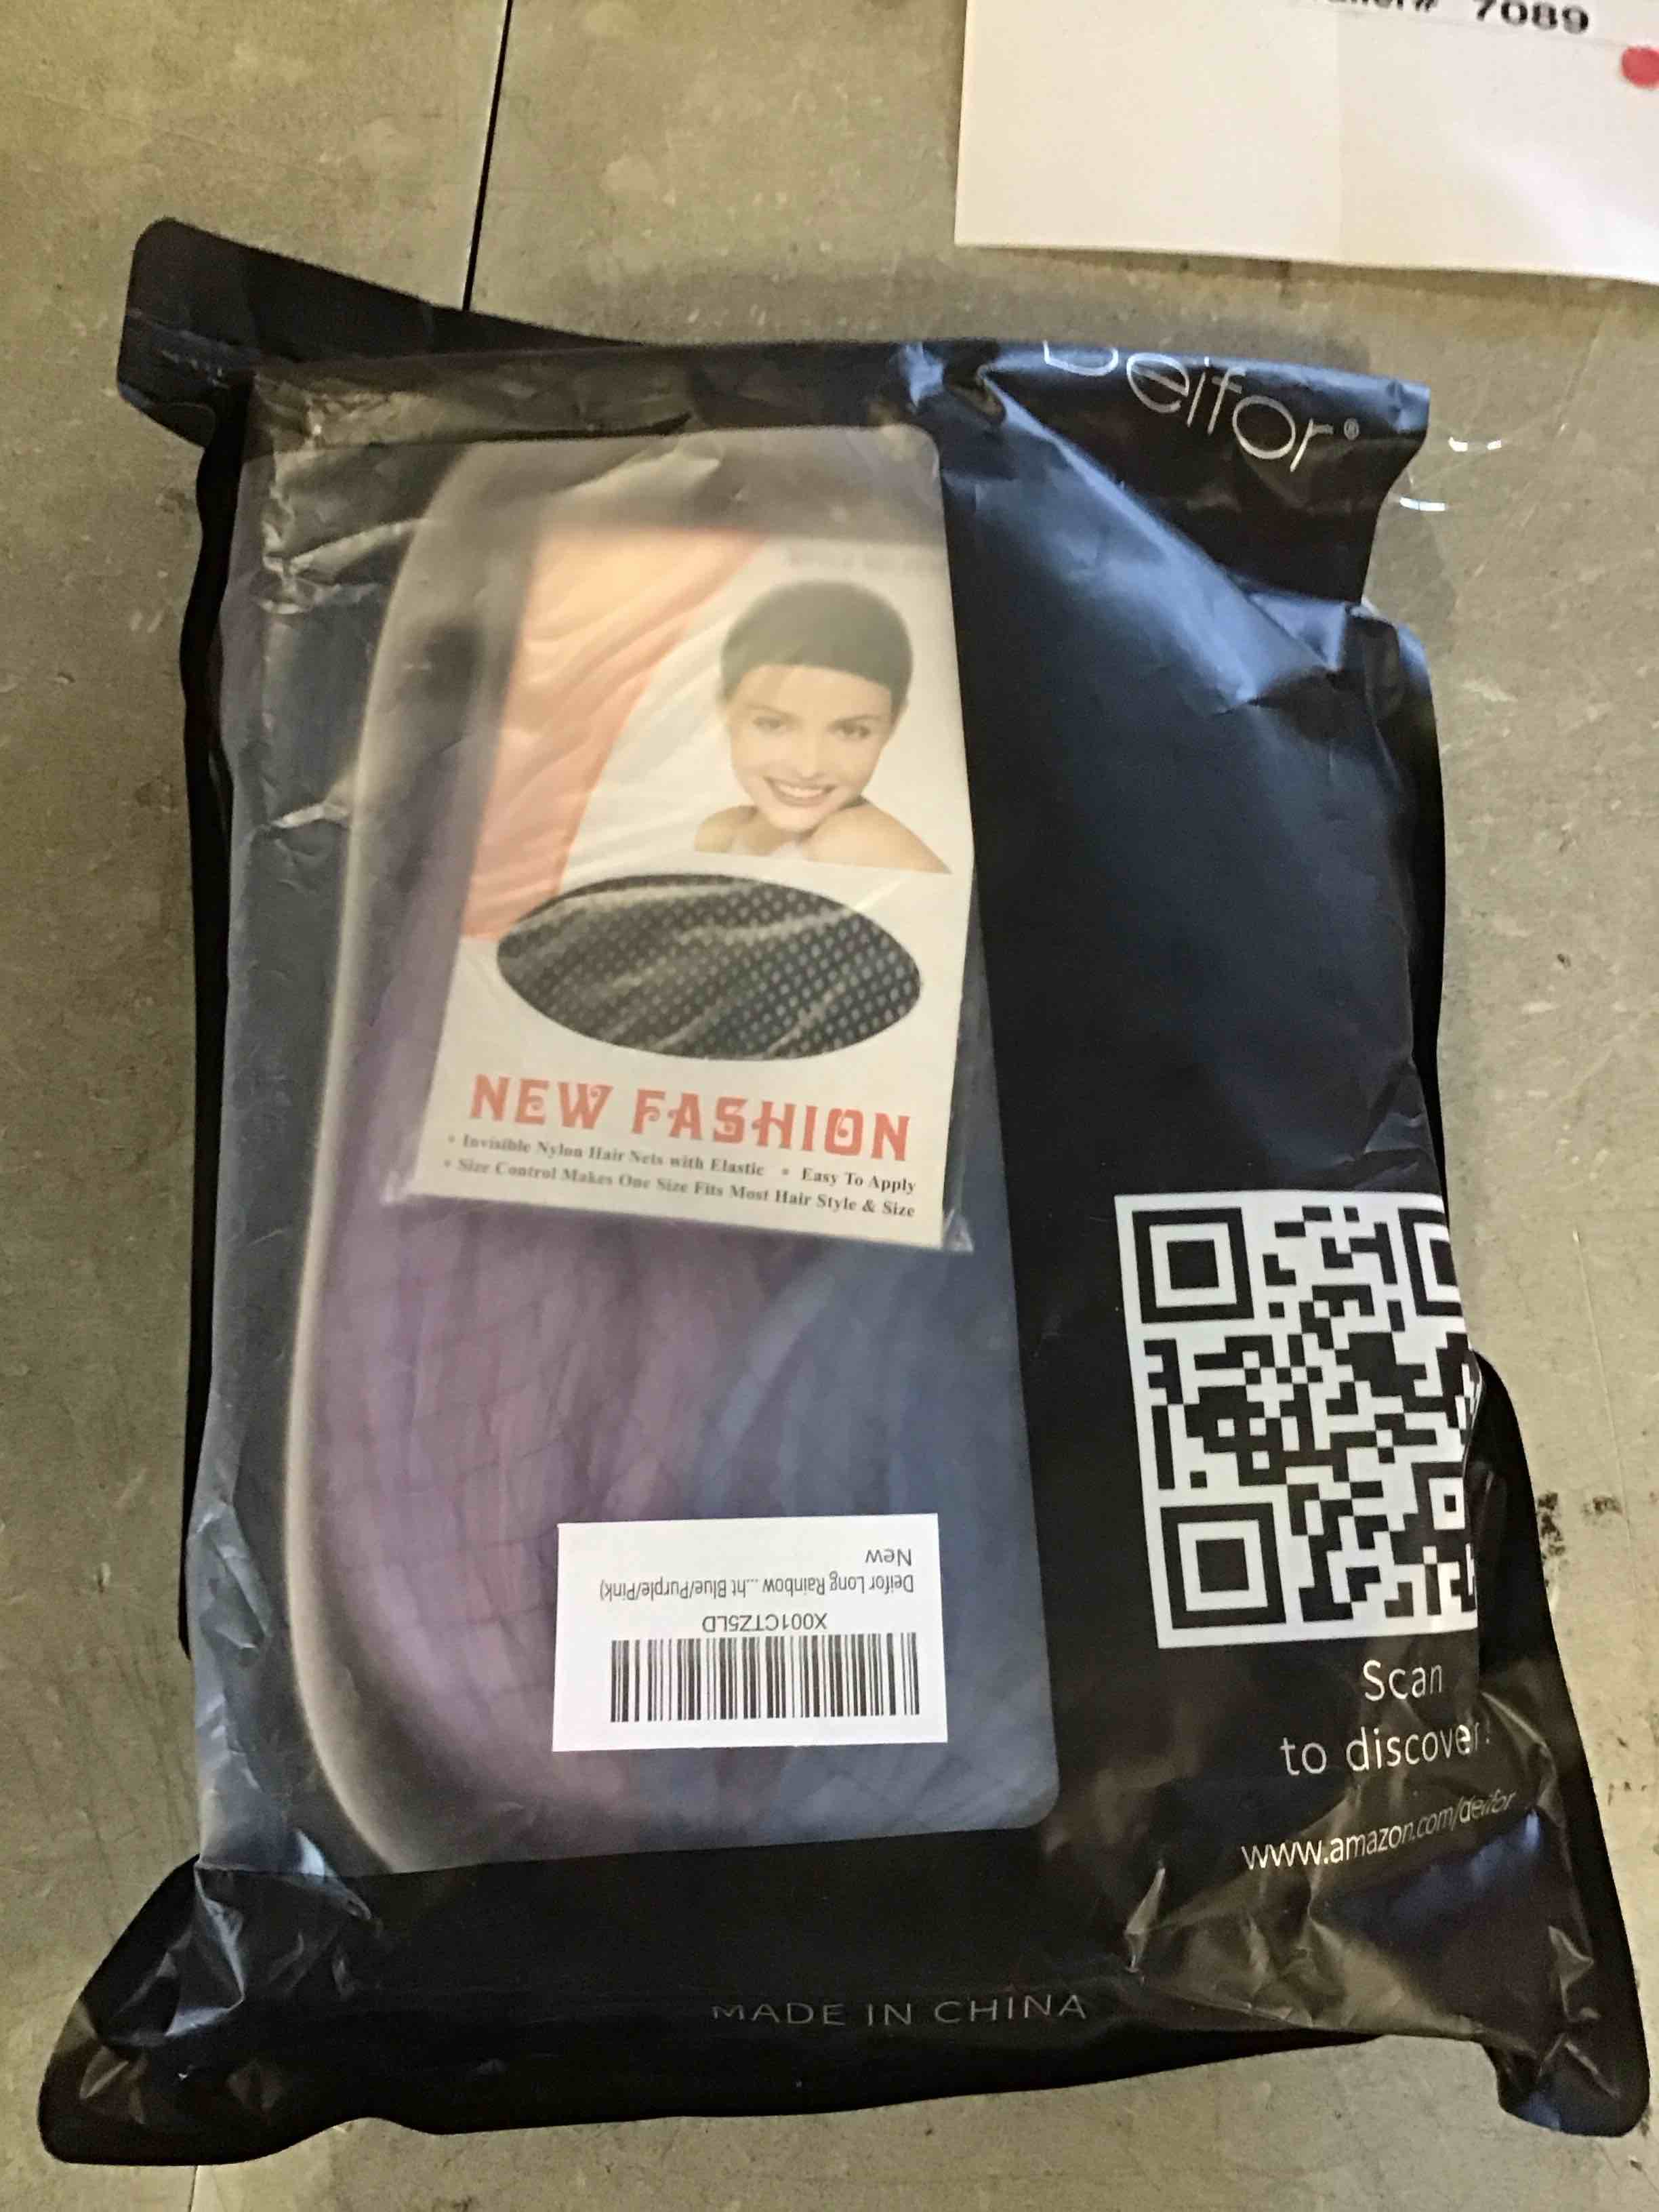 7089
Deifor®
NEW FASHION
• Invisible Nylon Hair Nets with Elastic • Easy To Apply
• Size Control Makes One Size Fits Most Hair Style & Size
X001CTZ5LD
Deifor Long Rainbow ...ht Blue/Purple/Pink)
New
Scan
to discover!
www.amazon.com/deifor
MADE IN CHINA